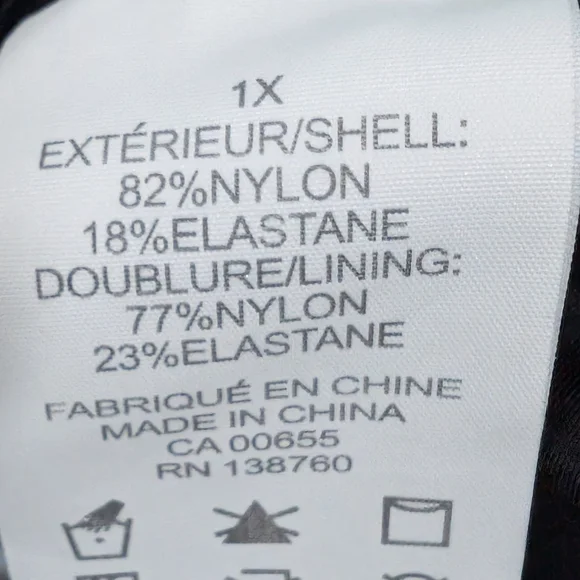 1X
EXTÉRIEUR/SHELL:
82%NYLON
18%ELASTANE
DOUBLURE/LINING:
77%NYLON
23%ELASTANE
FABRIQUÉ EN CHINE
MADE IN CHINA
CA 00655
RN 138760